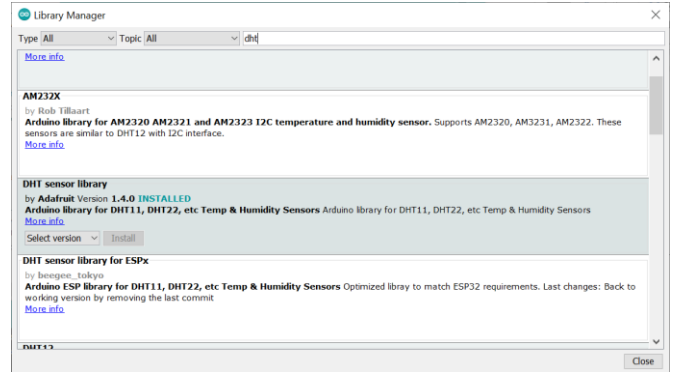 Library Manager
Type All Topic All dht
More info
AM232X
by Rob Tillaart
Arduino library for AM2320 AM2321 and AM2323 I2C temperature and humidity sensor. Supports AM2320, AM3231, AM2322. These
sensors are similar to DHT12 with I2C interface.
More info
DHT sensor library
by Adafruit Version 1.4.0 INSTALLED
Arduino library for DHT11, DHT22, etc Temp & Humidity Sensors Arduino library for DHT11, DHT22, etc Temp & Humidity Sensors
More info
Select version Install
DHT sensor library for ESPx
by beegee_tokyo
Arduino ESP library for DHT11, DHT22, etc Temp & Humidity Sensors Optimized libray to match ESP32 requirements. Last changes: Back to
working version by removing the last commit
More info
DHT12
Close